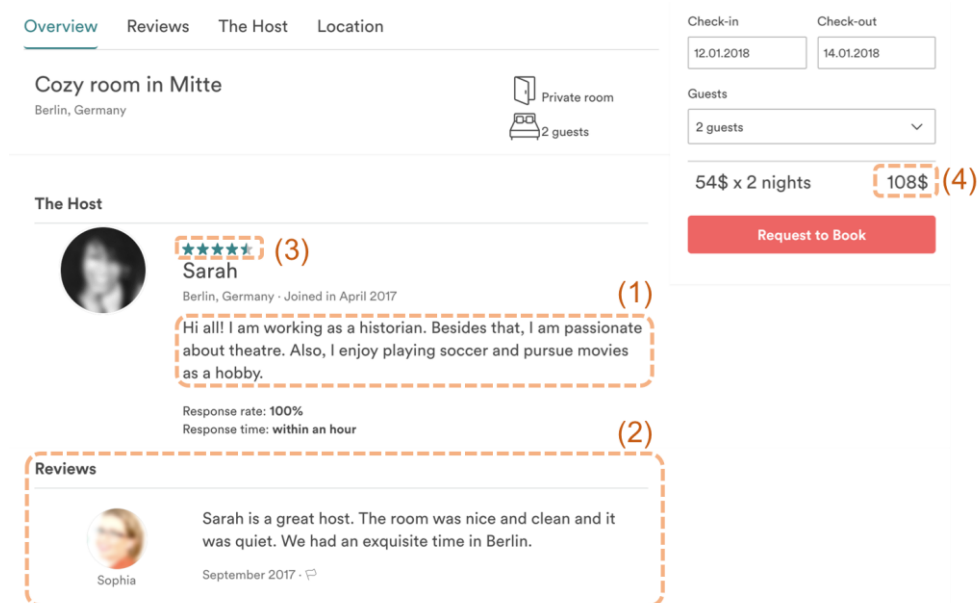 Overview Reviews The Host Location
Cozy room in Mitte
Berlin, Germany
Private room
2 guests
The Host
(3)
Sarah
Berlin, Germany · Joined in April 2017
(1)
Hi all! I am working as a historian. Besides that, I am passionate
about theatre. Also, I enjoy playing soccer and pursue movies
as a hobby.
Response rate: 100%
Response time: within an hour
(2)
Reviews
Sarah is a great host. The room was nice and clean and it
was quiet. We had an exquisite time in Berlin.
Sophia
September 2017 ·
Check-in Check-out
12.01.2018 14.01.2018
Guests
2 guests
54$ x 2 nights 108$ (4)
Request to Book